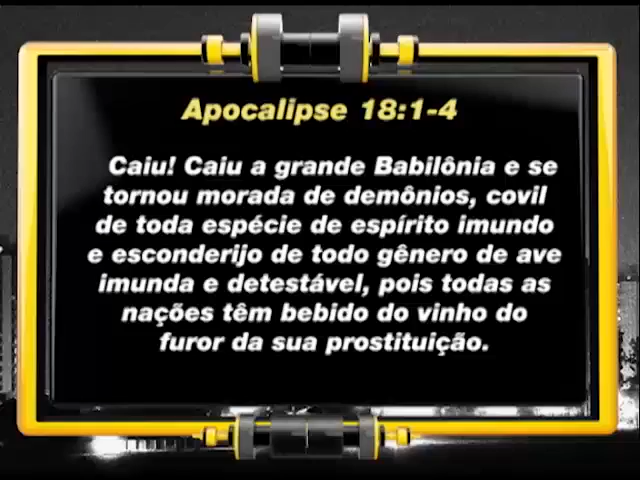 Apocalipse 18:1-4
Caiu! Caiu a grande Babilônia e se
tornou morada de demônios, covil
de toda espécie de espírito imundo
e esconderijo de todo gênero de ave
imunda e detestável, pois todas as
nações têm bebido do vinho do
furor da sua prostituição.